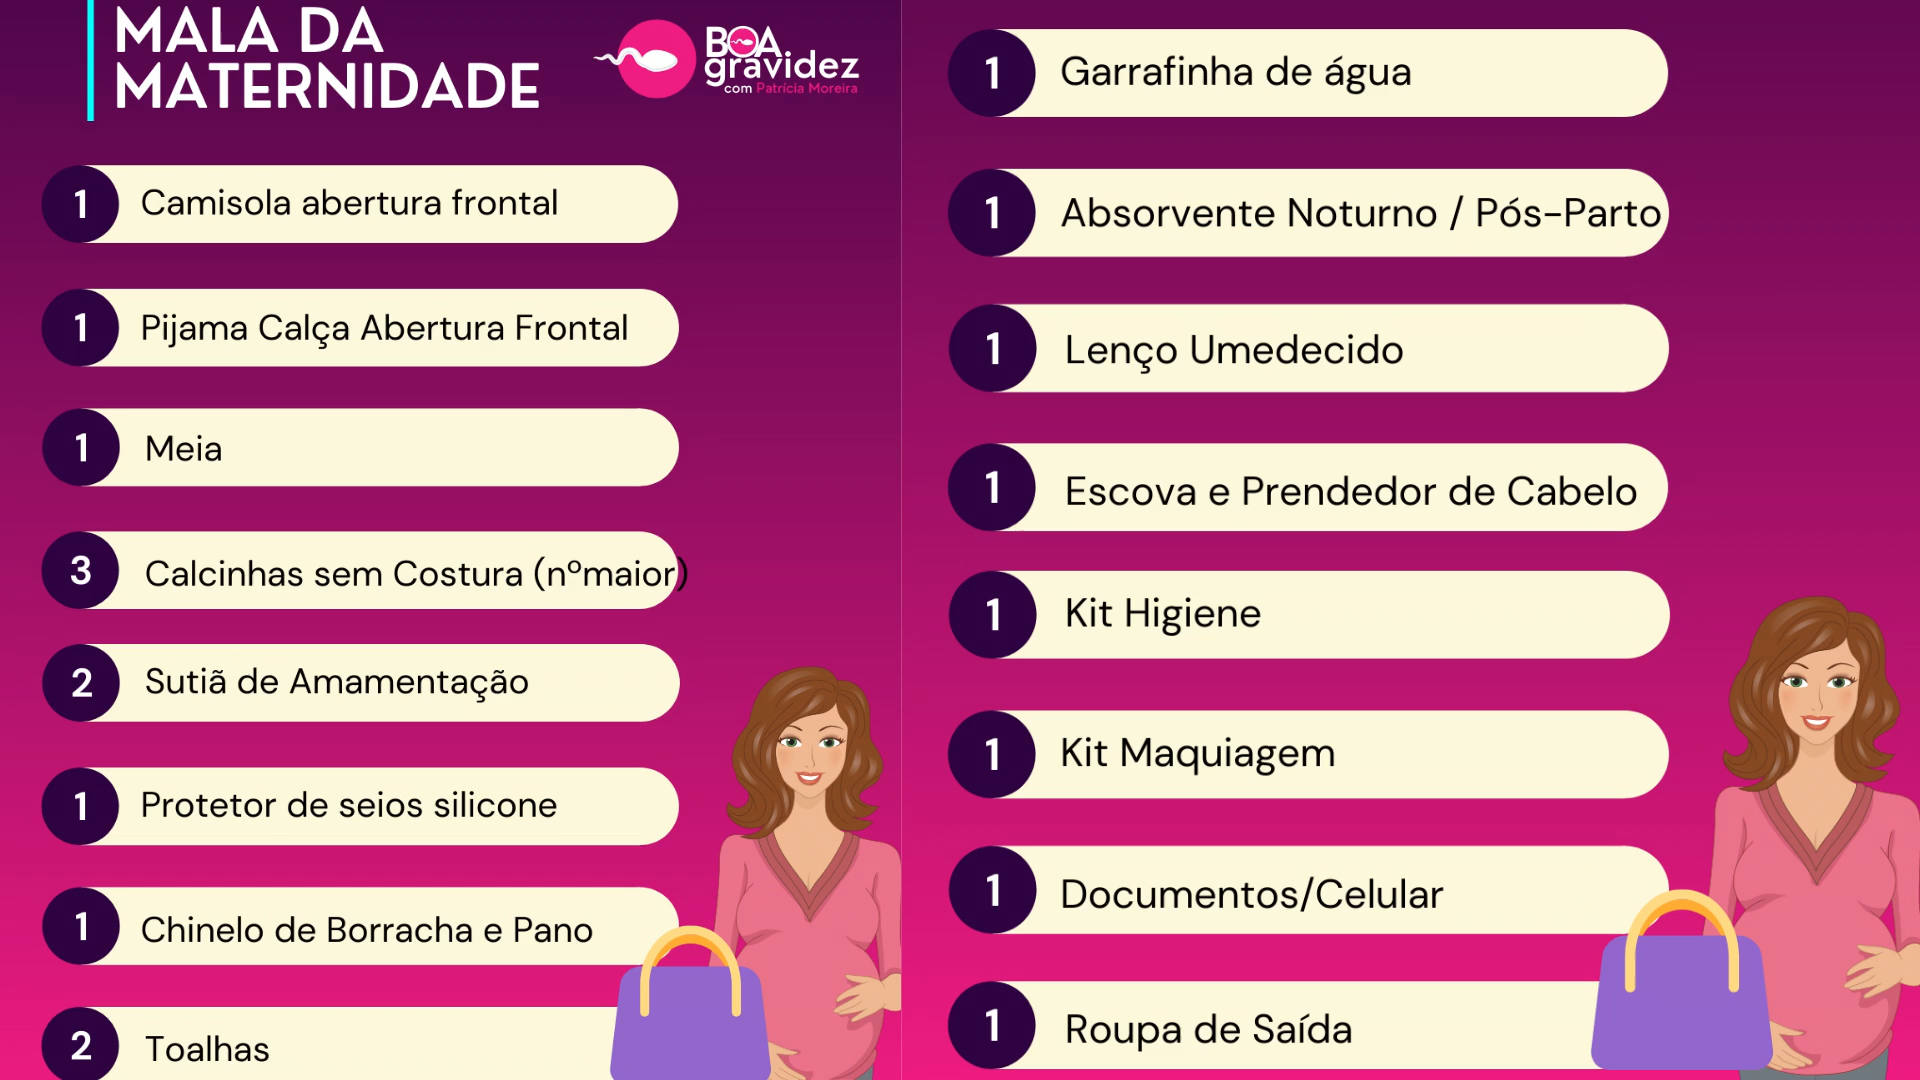 MALA DA
MATERNIDADE
BOA
gravidez
com Patrícia Moreira
1 Camisola abertura frontal
1 Pijama Calça Abertura Frontal
1 Meia
3 Calcinhas sem Costura (nºmaior)
2 Sutiã de Amamentação
1 Protetor de seios silicone
1 Chinelo de Borracha e Pano
2 Toalhas
1 Garrafinha de água
1 Absorvente Noturno / Pós-Parto
1 Lenço Umedecido
1 Escova e Prendedor de Cabelo
1 Kit Higiene
1 Kit Maquiagem
1 Documentos/Celular
1 Roupa de Saída